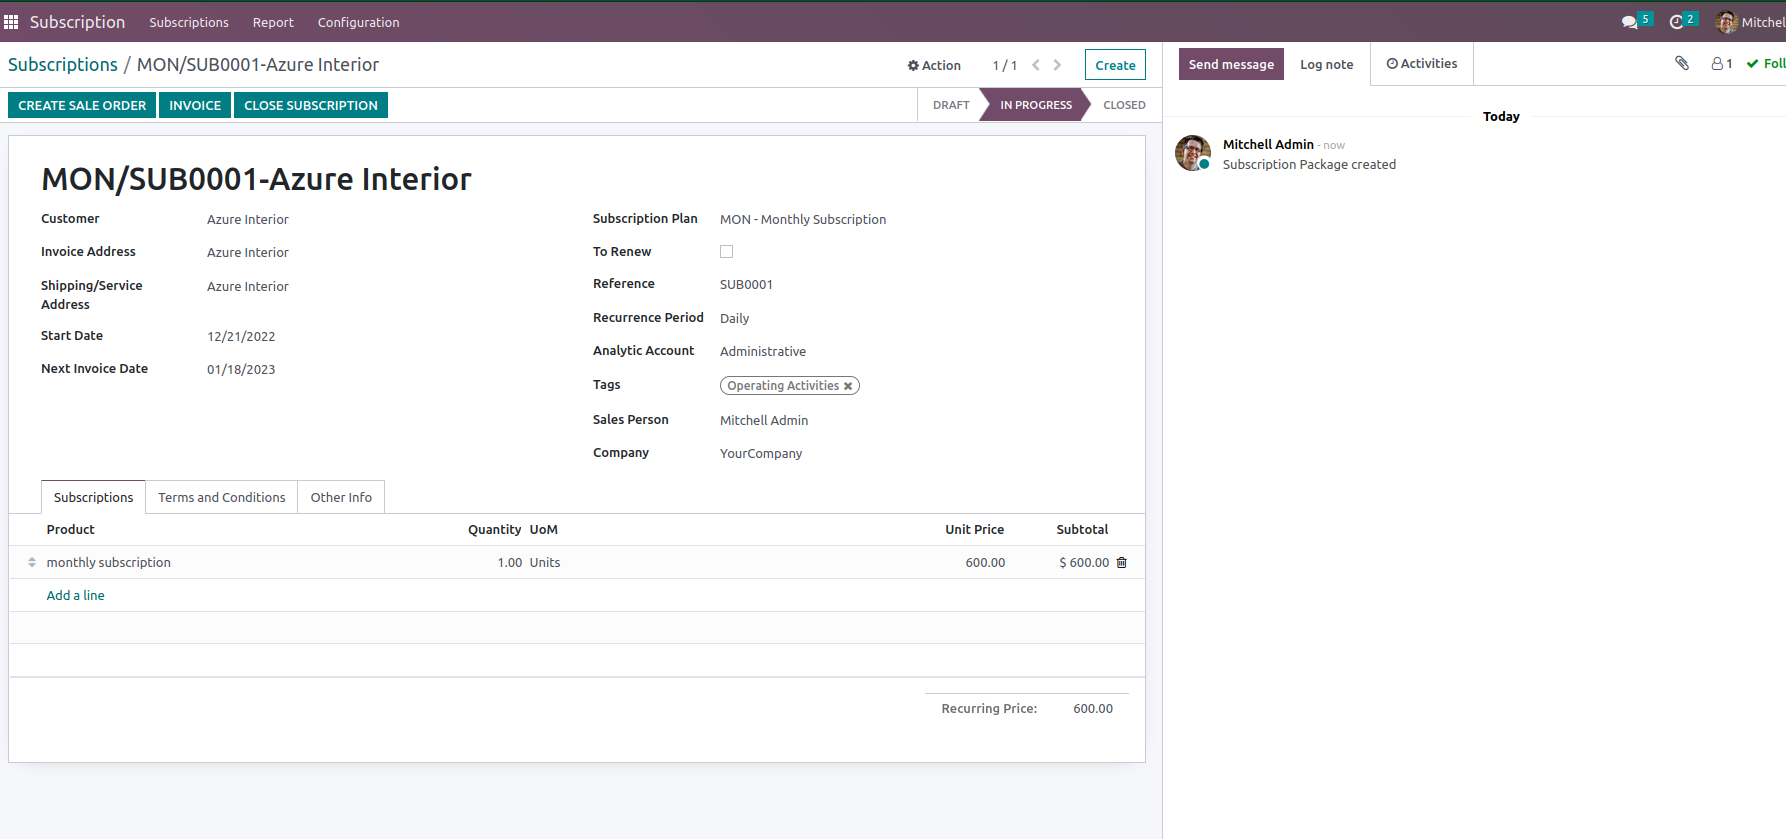 Subscription Subscriptions Report Configuration 5 2 Mitchel
Subscriptions / MON/SUB0001-Azure Interior Action 1 / 1 Create
CREATE SALE ORDER INVOICE CLOSE SUBSCRIPTION DRAFT IN PROGRESS CLOSED
MON/SUB0001-Azure Interior
Customer Azure Interior
Invoice Address Azure Interior
Shipping/Service Address Azure Interior
Start Date 12/21/2022
Next Invoice Date 01/18/2023
Subscription Plan MON - Monthly Subscription
To Renew
Reference SUB0001
Recurrence Period Daily
Analytic Account Administrative
Tags Operating Activities
Sales Person Mitchell Admin
Company YourCompany
Subscriptions Terms and Conditions Other Info
Product Quantity UoM Unit Price Subtotal
monthly subscription 1.00 Units 600.00 $ 600.00
Add a line
Recurring Price: 600.00
Send message Log note Activities 1 Foll
Today
Mitchell Admin - now
Subscription Package created